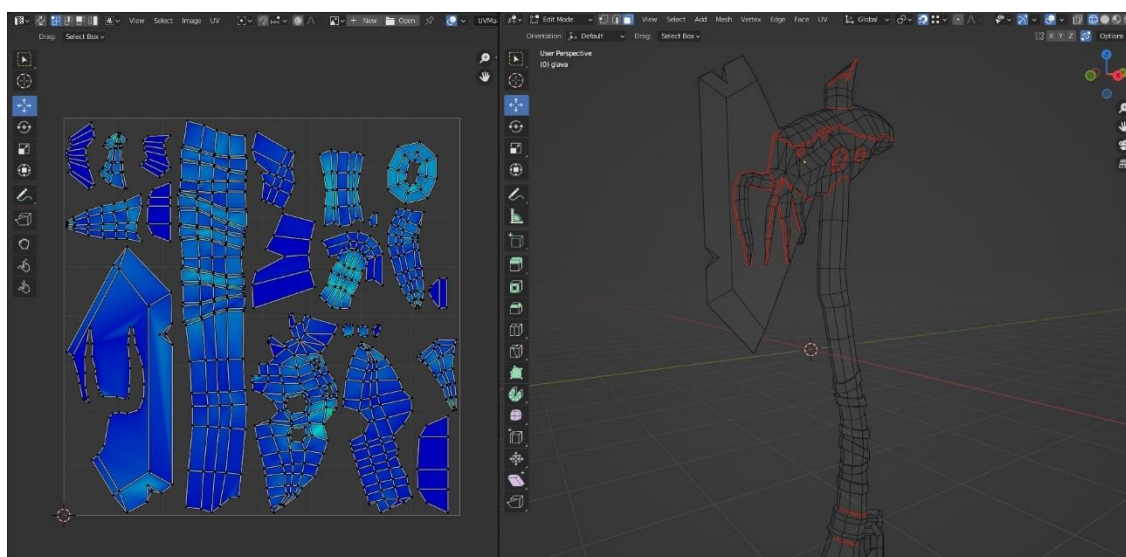 View Select Image UV
+ New Open
UVMa
Drag: Select Box
Edit Mode
View Select Add Mesh Vertex Edge Face UV
Global
Orientation: Default Drag: Select Box
X Y Z Options
User Perspective
(0) glava
Z
X